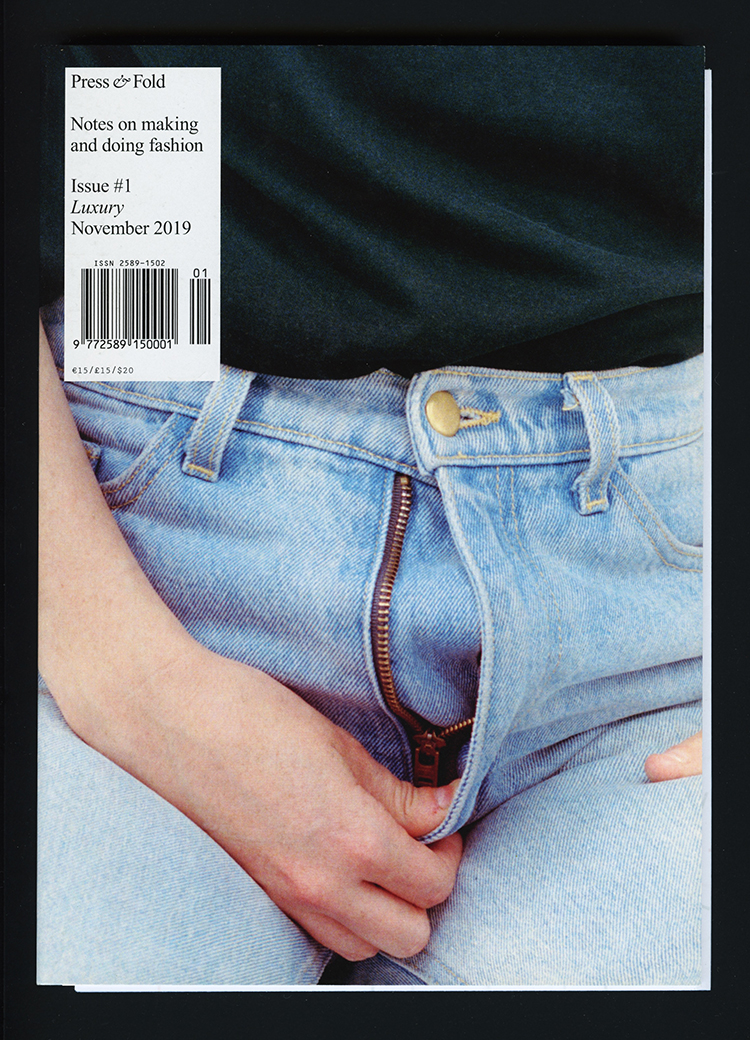 Press & Fold
Notes on making
and doing fashion
Issue #1
Luxury
November 2019
ISSN 2589-1502
01
9 772589 150001
€15/£15/$20